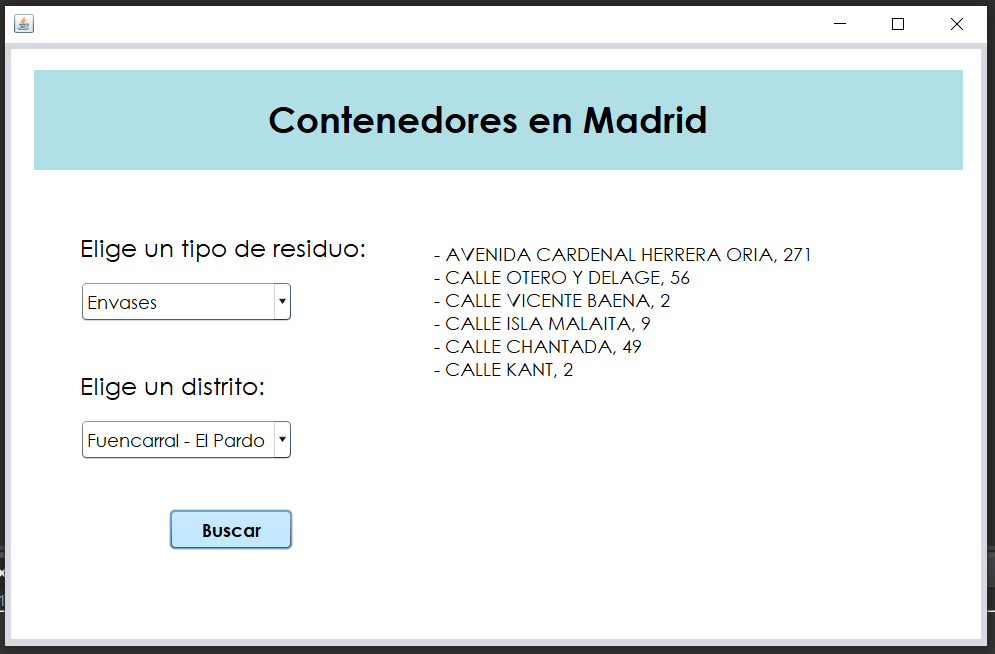 Contenedores en Madrid
Elige un tipo de residuo:
Envases
Elige un distrito:
Fuencarral - El Pardo
Buscar
- AVENIDA CARDENAL HERRERA ORIA, 271
- CALLE OTERO Y DELAGE, 56
- CALLE VICENTE BAENA, 2
- CALLE ISLA MALAITA, 9
- CALLE CHANTADA, 49
- CALLE KANT, 2